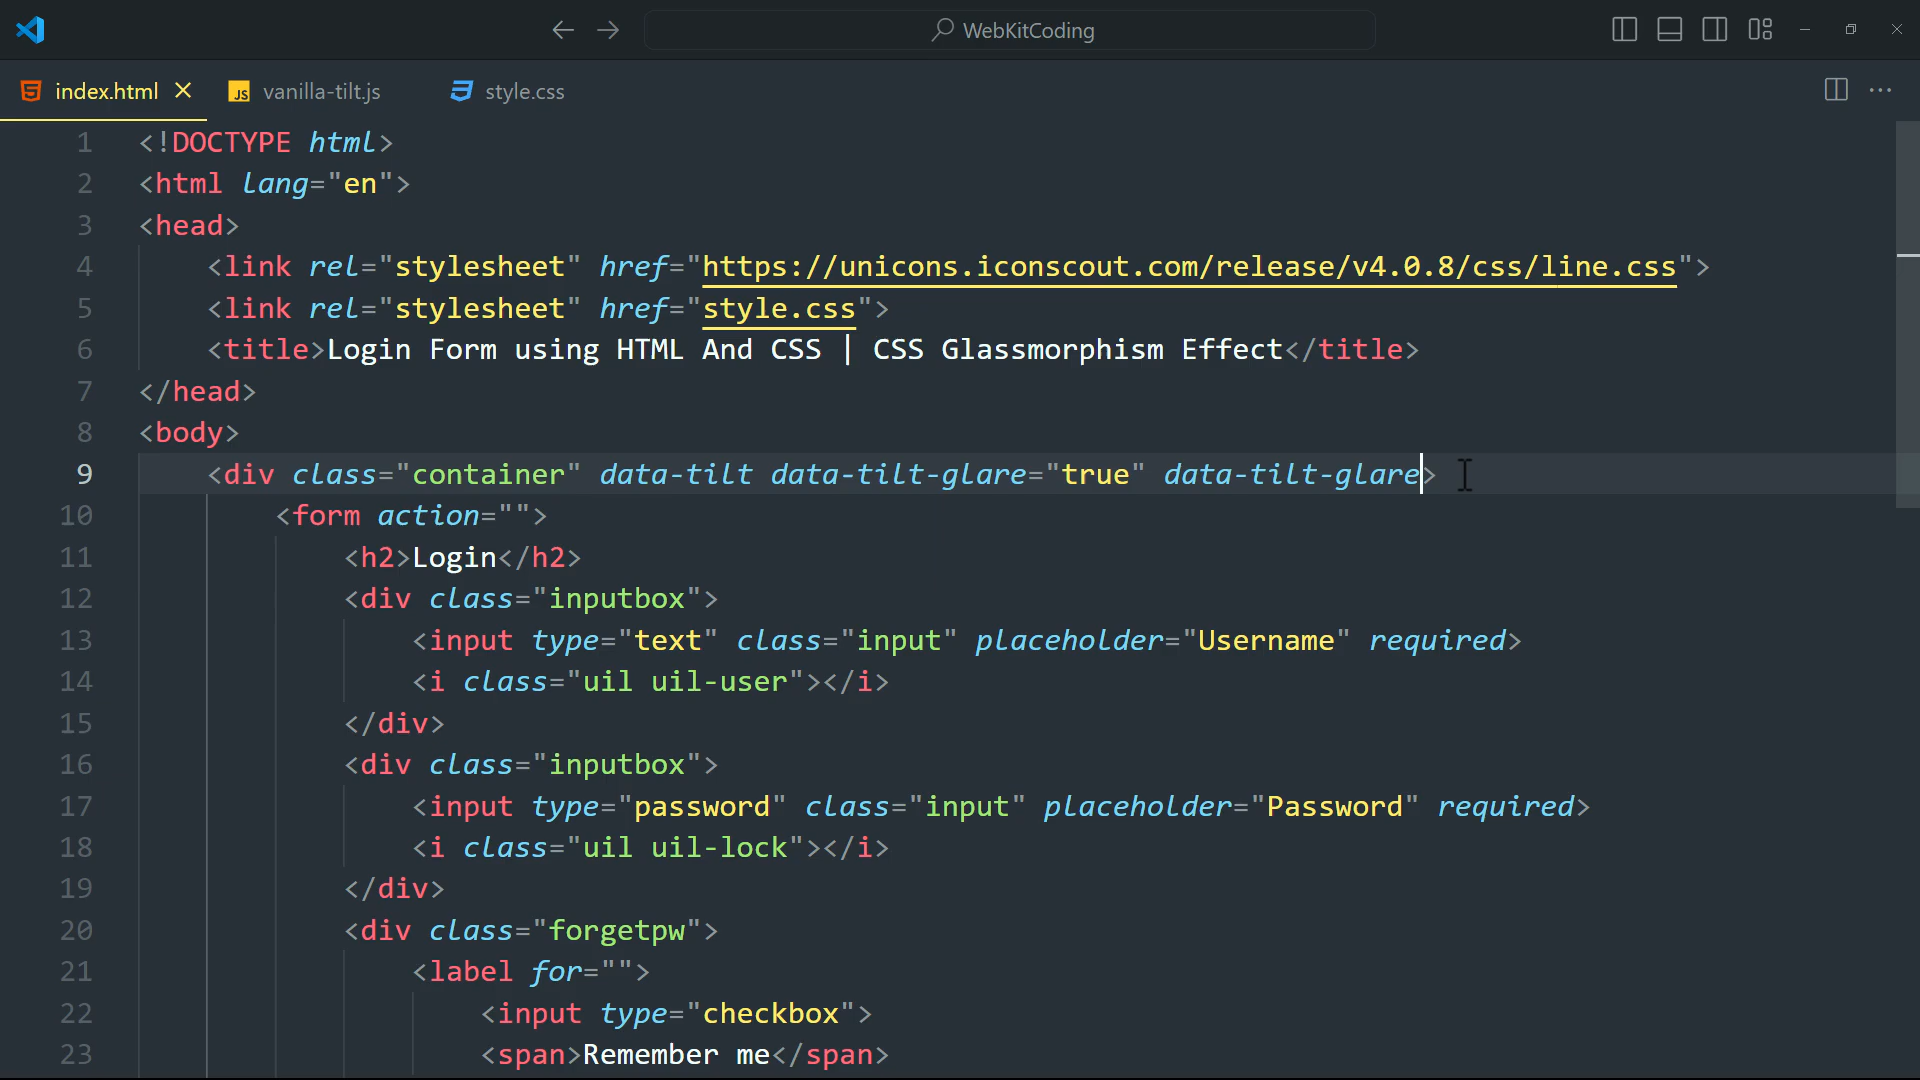 WebKitCoding
index.html
JS vanilla-tilt.js
style.css
1 <!DOCTYPE html>
2 <html lang="en">
3 <head>
4 <link rel="stylesheet" href="https://unicons.iconscout.com/release/v4.0.8/css/line.css">
5 <link rel="stylesheet" href="style.css">
6 <title>Login Form using HTML And CSS | CSS Glassmorphism Effect</title>
7 </head>
8 <body>
9 <div class="container" data-tilt data-tilt-glare="true" data-tilt-glare>
10 <form action="">
11 <h2>Login</h2>
12 <div class="inputbox">
13 <input type="text" class="input" placeholder="Username" required>
14 <i class="uil uil-user"></i>
15 </div>
16 <div class="inputbox">
17 <input type="password" class="input" placeholder="Password" required>
18 <i class="uil uil-lock"></i>
19 </div>
20 <div class="forgetpw">
21 <label for="">
22 <input type="checkbox">
23 <span>Remember me</span>